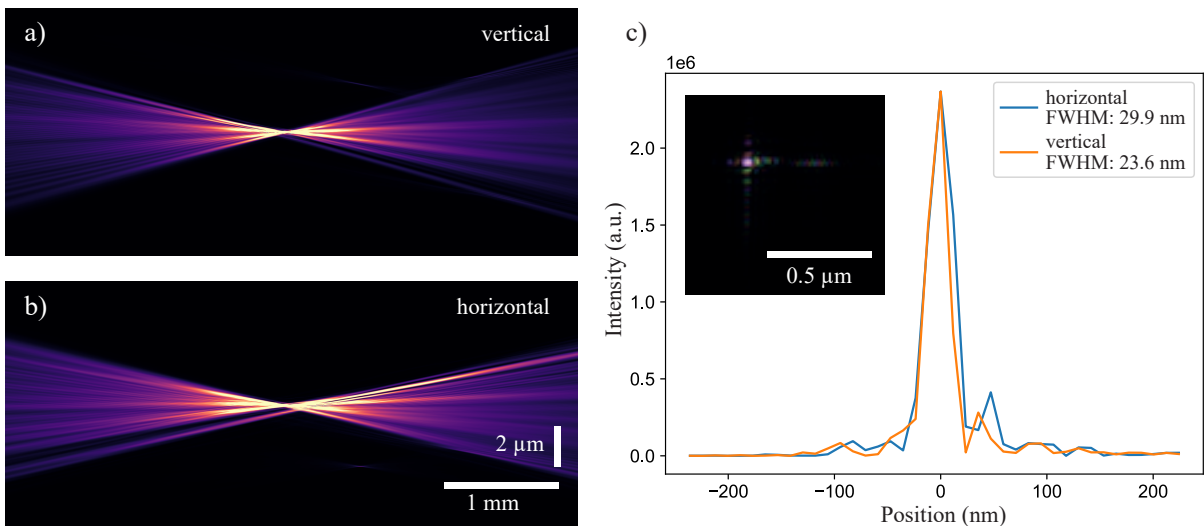 a)
vertical
b)
horizontal
2 µm
1 mm
c)
1e6
horizontal
FWHM: 29.9 nm
vertical
FWHM: 23.6 nm
0.5 µm
Intensity (a.u.)
2.0
1.5
1.0
0.5
0.0
−200
−100
0
100
200
Position (nm)